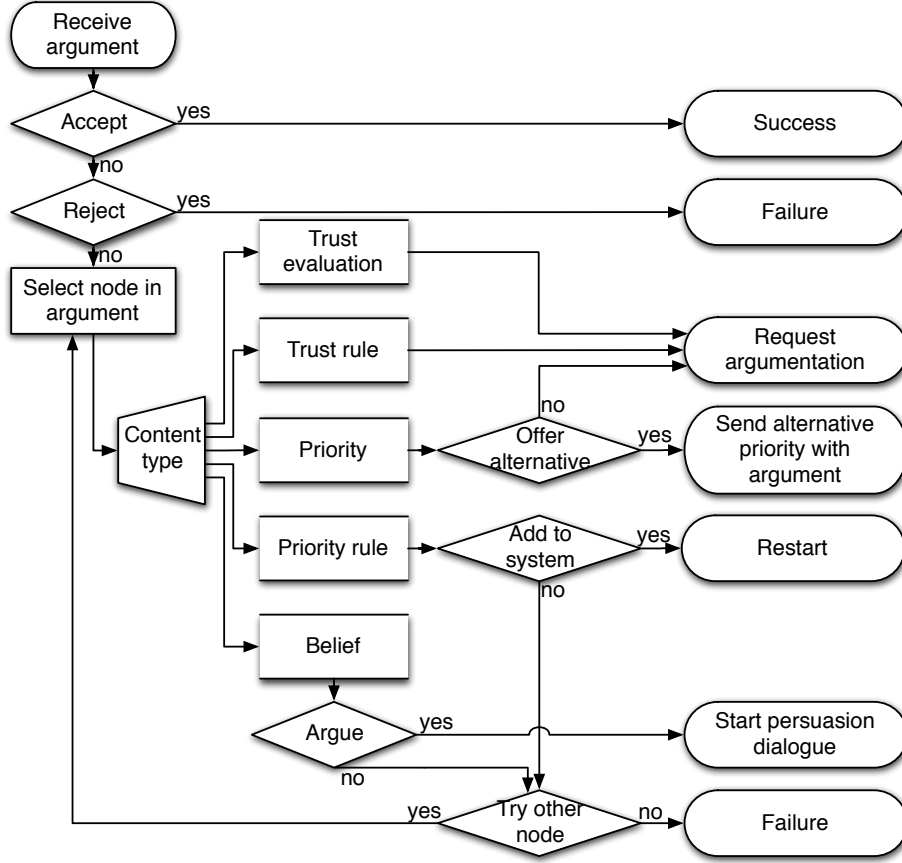 Receive
argument
Accept
yes
Success
no
Reject
yes
Failure
no
Select node in
argument
Content
type
Trust
evaluation
Trust rule
Request
argumentation
no
Priority
Offer
alternative
yes
Send alternative
priority with
argument
Priority rule
Add to
system
yes
Restart
no
Belief
Argue
yes
Start persuasion
dialogue
no
yes
Try other
node
no
Failure